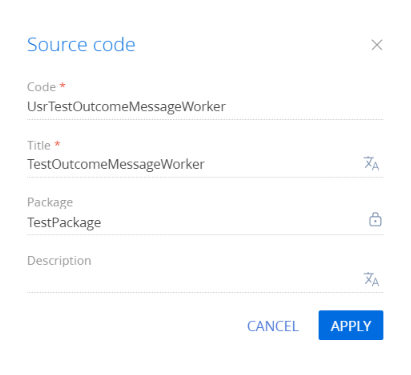 Source code
Code *
UsrTestOutcomeMessageWorker
Title *
TestOutcomeMessageWorker
Package
TestPackage
Description
CANCEL APPLY